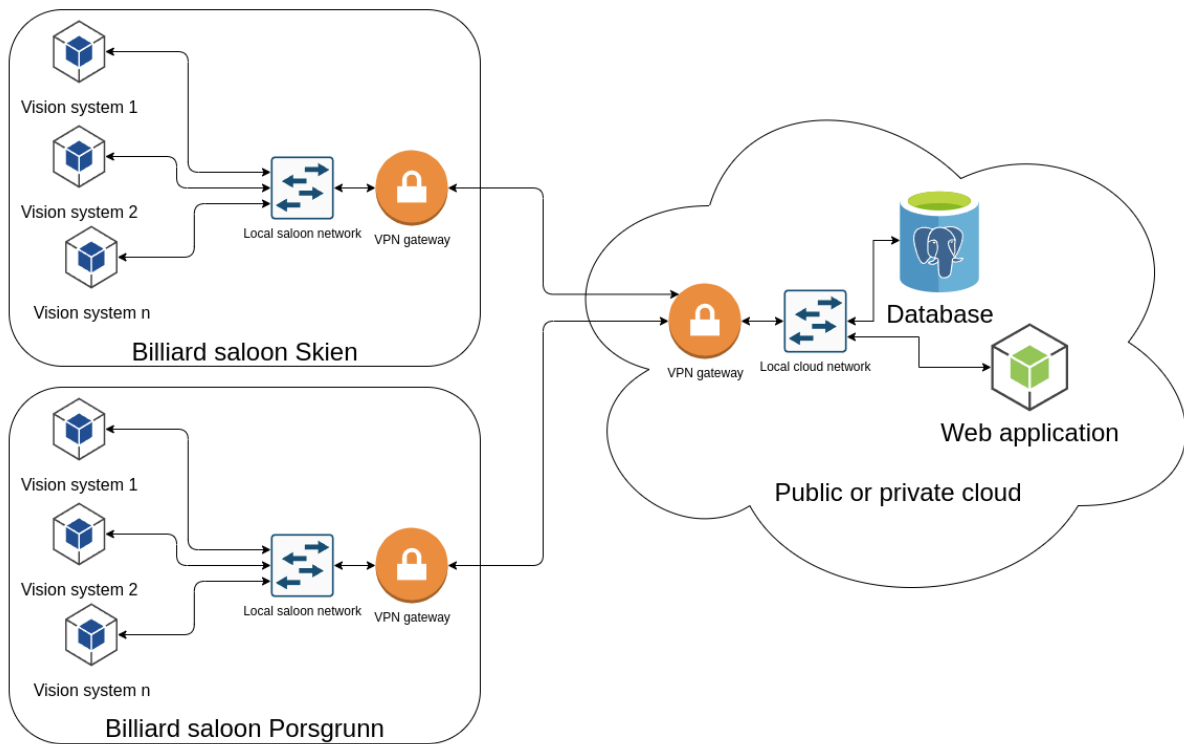 Vision system 1
Vision system 2
Vision system n
Local saloon network
VPN gateway
Billiard saloon Skien
Vision system 1
Vision system 2
Vision system n
Local saloon network
VPN gateway
Billiard saloon Porsgrunn
VPN gateway
Local cloud network
Database
Web application
Public or private cloud